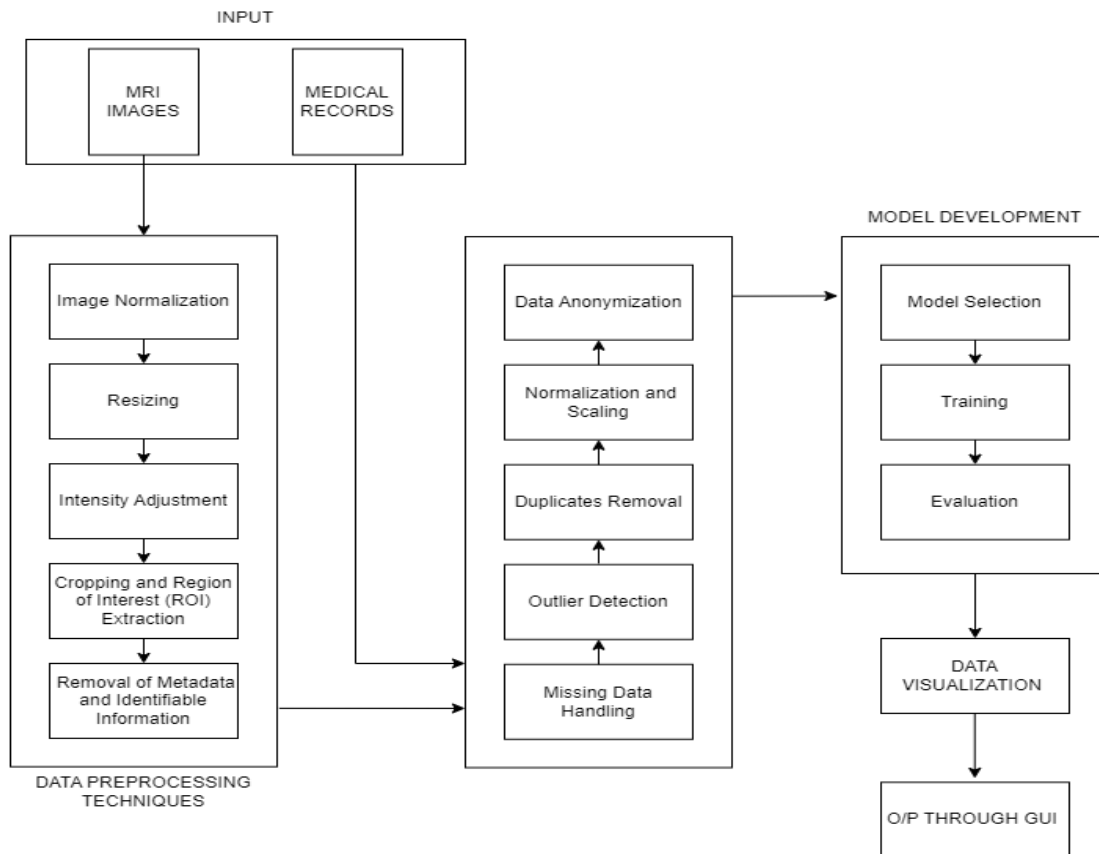 INPUT
MRI
IMAGES
MEDICAL
RECORDS
Image Normalization
Resizing
Intensity Adjustment
Cropping and Region
of Interest (ROI)
Extraction
Removal of Metadata
and Identifiable
Information
DATA PREPROCESSING
TECHNIQUES
Data Anonymization
Normalization and
Scaling
Duplicates Removal
Outlier Detection
Missing Data
Handling
MODEL DEVELOPMENT
Model Selection
Training
Evaluation
DATA
VISUALIZATION
O/P THROUGH GUI